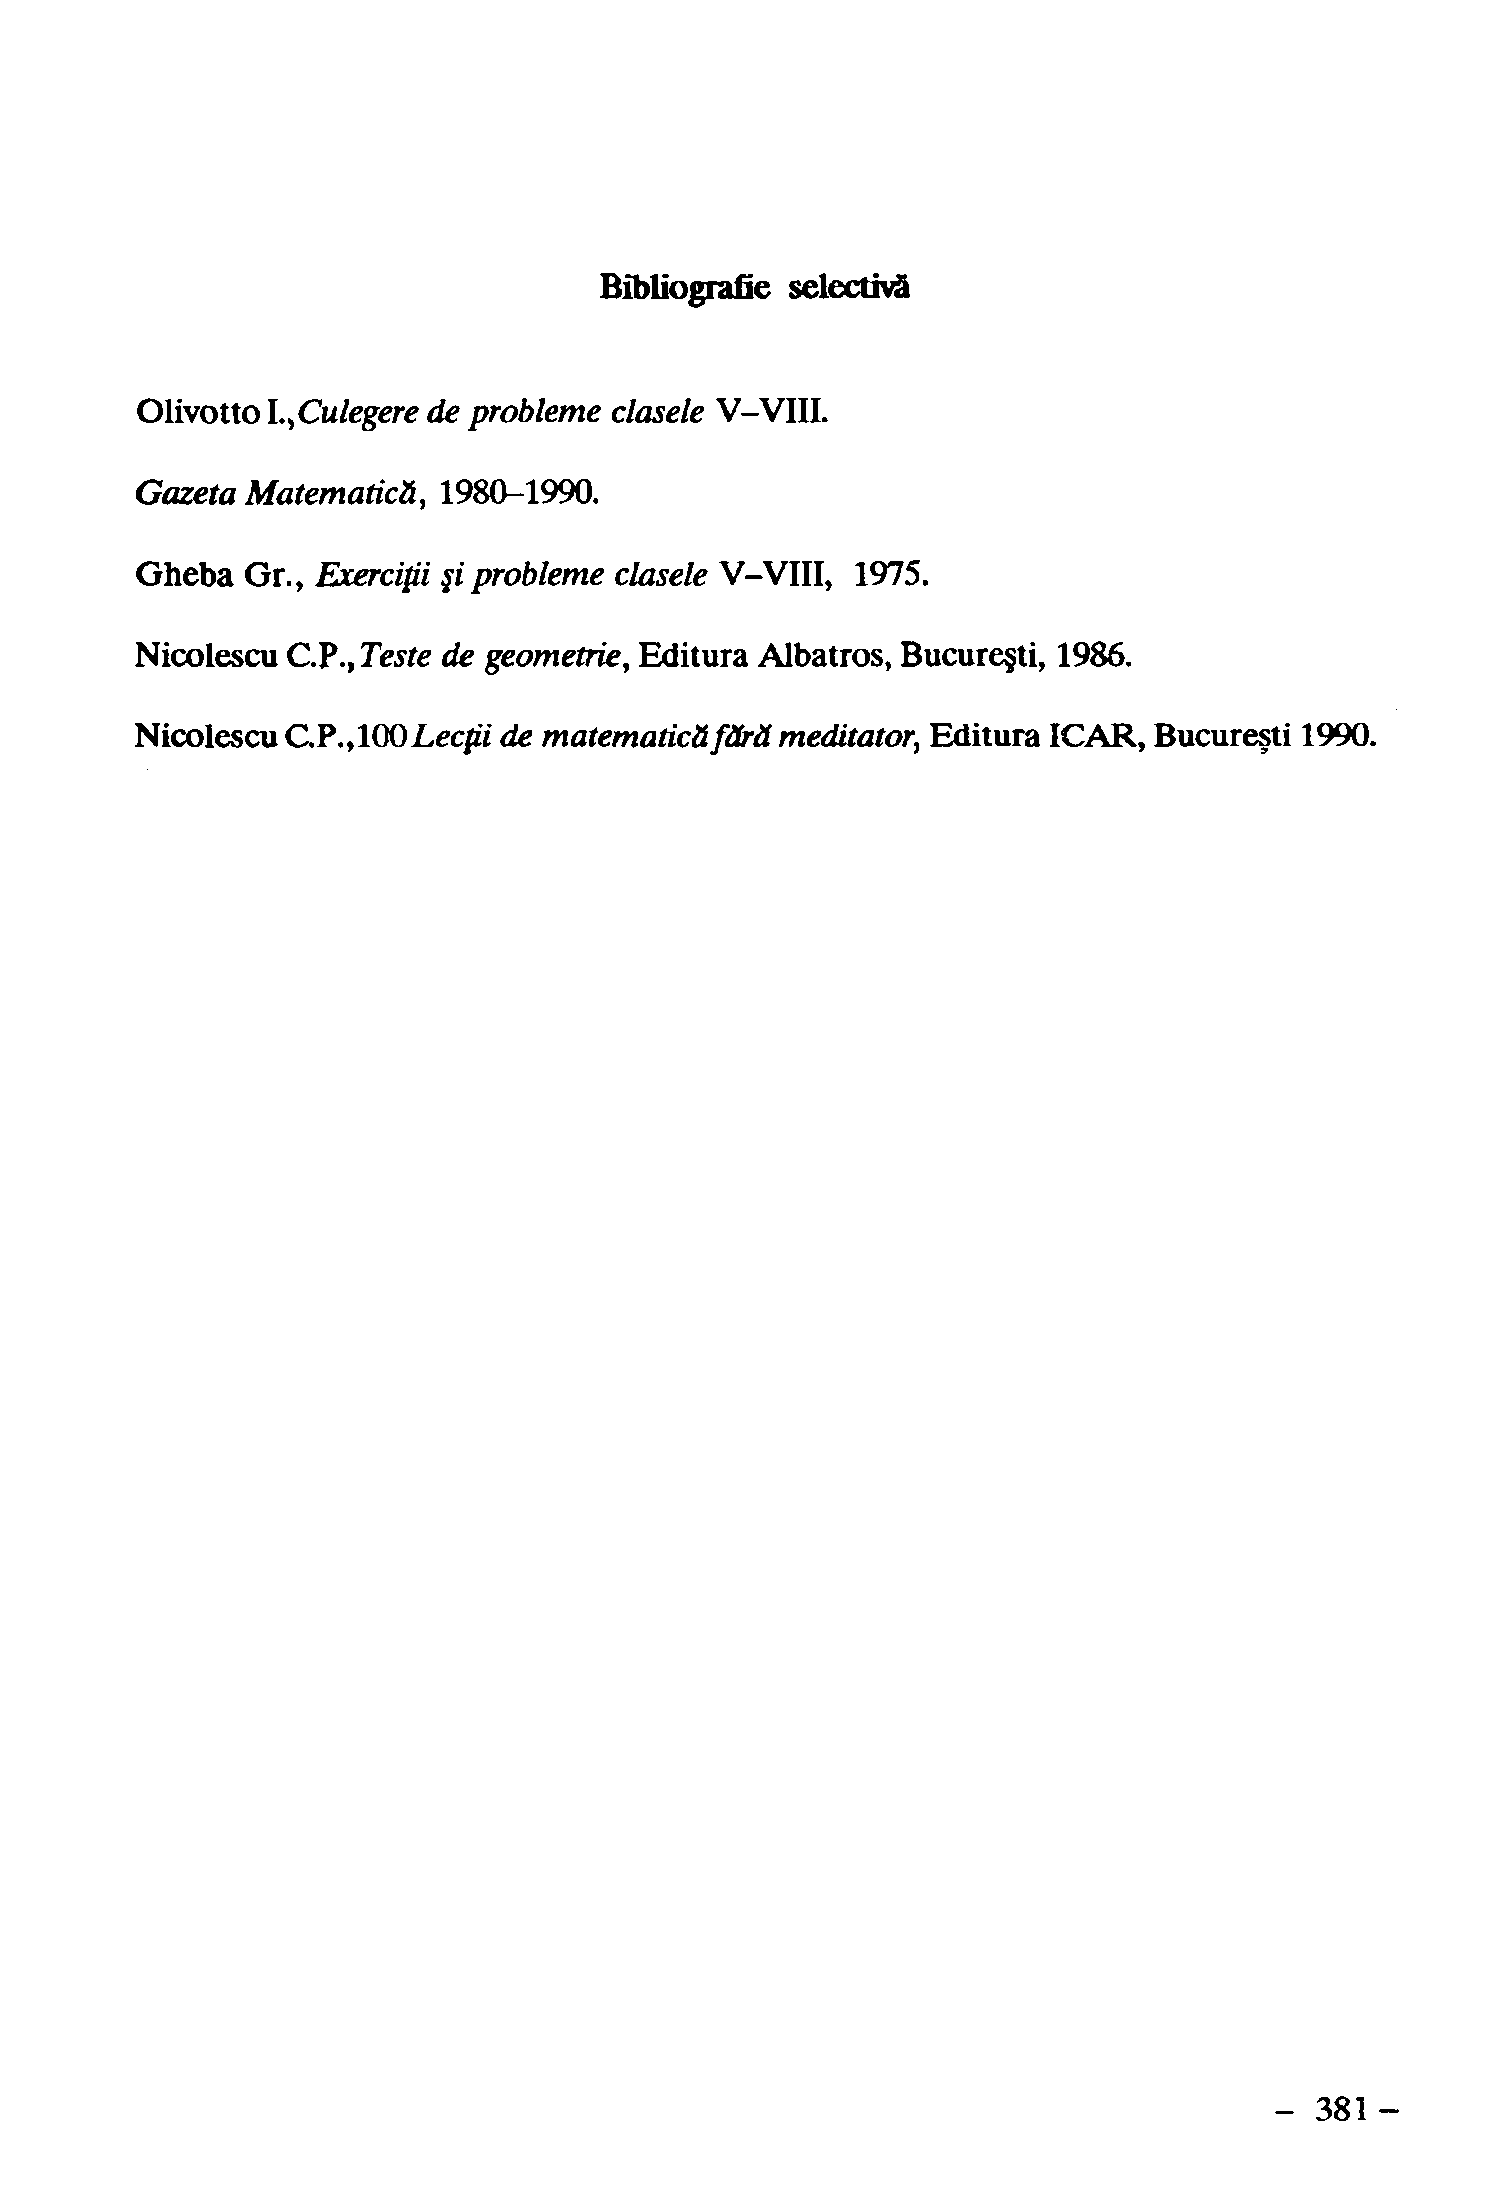 Bibliografie selectivă
Olivotto I., Culegere de probleme clasele V–VIII.
Gazeta Matematică, 1980–1990.
Gheba Gr., Exerciţii şi probleme clasele V–VIII, 1975.
Nicolescu C.P., Teste de geometrie, Editura Albatros, Bucureşti, 1986.
Nicolescu C.P., 100 Lecţii de matematică fără meditator, Editura ICAR, Bucureşti 1990.
– 381 –